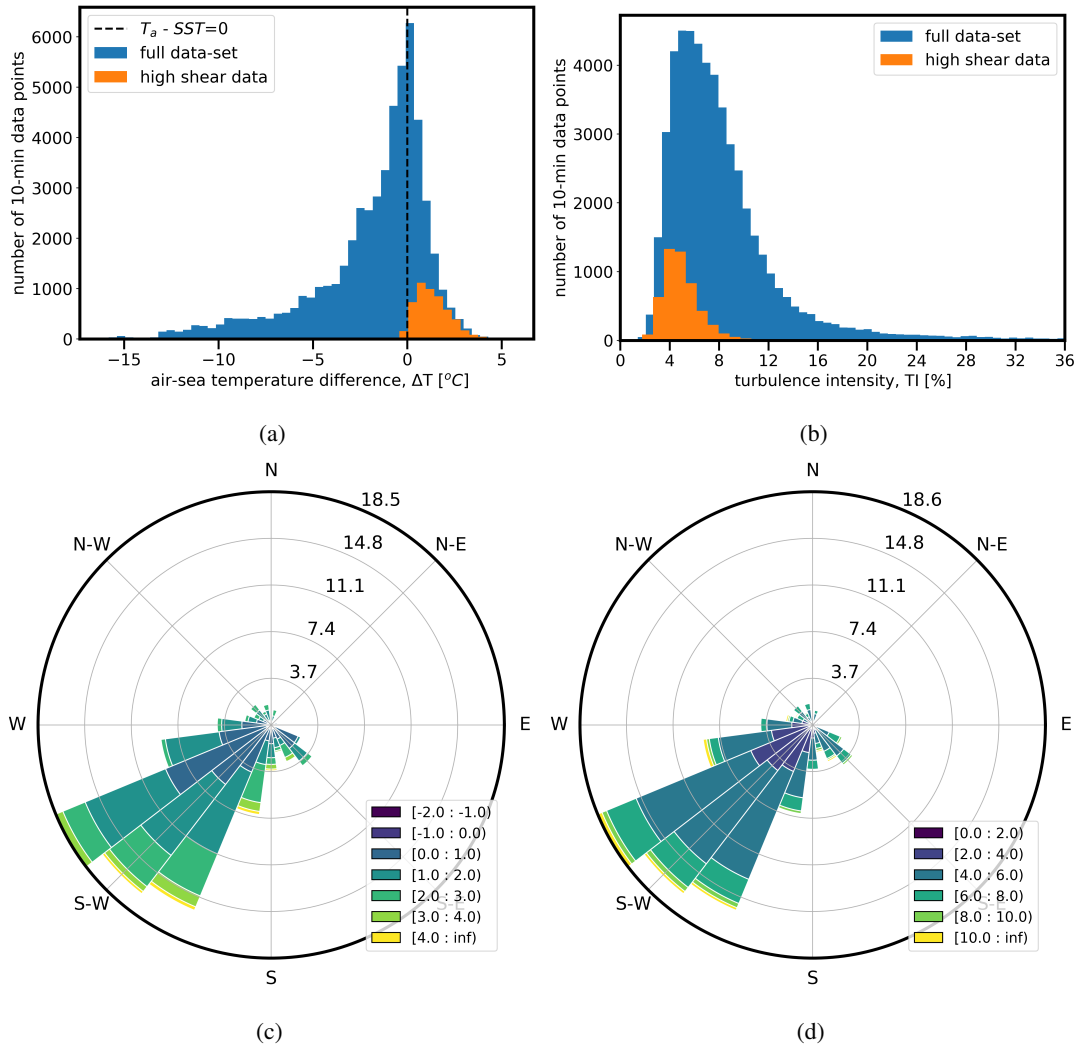 Tₐ - SST=0
full data-set
high shear data
number of 10-min data points
6000
5000
4000
3000
2000
1000
0
−15
−10
−5
0
5
air-sea temperature difference, ΔT [°C]
(a)
full data-set
high shear data
number of 10-min data points
4000
3000
2000
1000
0
0
4
8
12
16
20
24
28
32
36
turbulence intensity, TI [%]
(b)
N
N-W
N-E
18.5
14.8
11.1
7.4
3.7
W
E
S-W
S-E
S
[-2.0 : -1.0)
[-1.0 : 0.0)
[0.0 : 1.0)
[1.0 : 2.0)
[2.0 : 3.0)
[3.0 : 4.0)
[4.0 : inf)
(c)
N
N-W
N-E
18.6
14.8
11.1
7.4
3.7
W
E
S-W
S-E
S
[0.0 : 2.0)
[2.0 : 4.0)
[4.0 : 6.0)
[6.0 : 8.0)
[8.0 : 10.0)
[10.0 : inf)
(d)